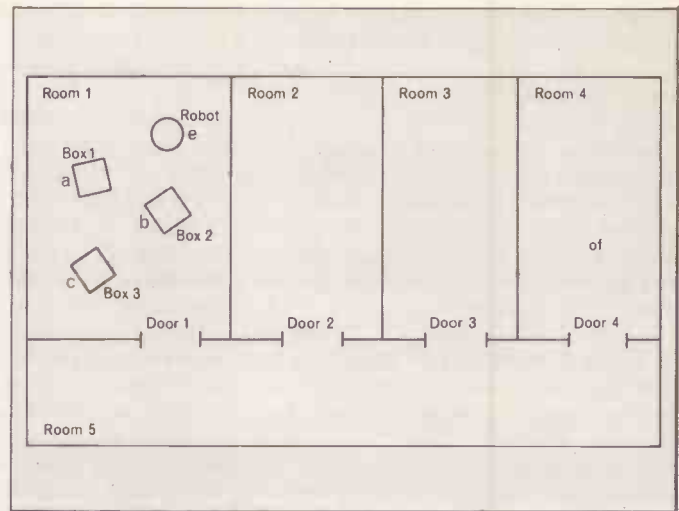 Room 1
Room 2
Room 3
Room 4
Robot
e
Box 1
a
b
Box 2
of
c
Box 3
Door 1
Door 2
Door 3
Door 4
Room 5